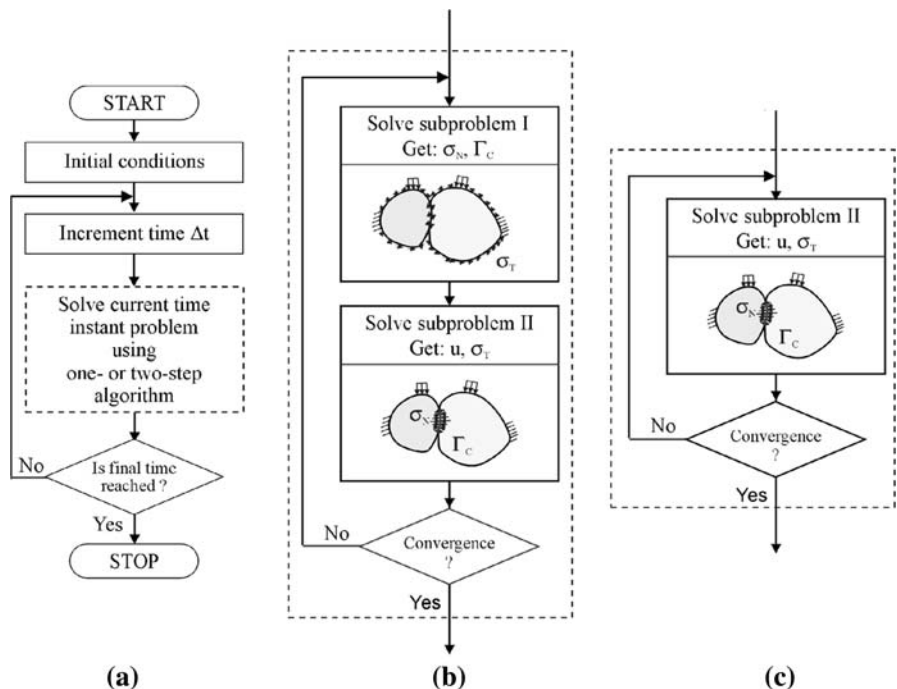 START
Initial conditions
Increment time Δt
Solve current time
instant problem
using
one- or two-step
algorithm
Is final time
reached ?
No
Yes
STOP
(a)
Solve subproblem I
Get: σN, ΓC
σT
Solve subproblem II
Get: u, σT
σN
ΓC
Convergence
?
No
Yes
(b)
Solve subproblem II
Get: u, σT
σN
ΓC
Convergence
?
No
Yes
(c)